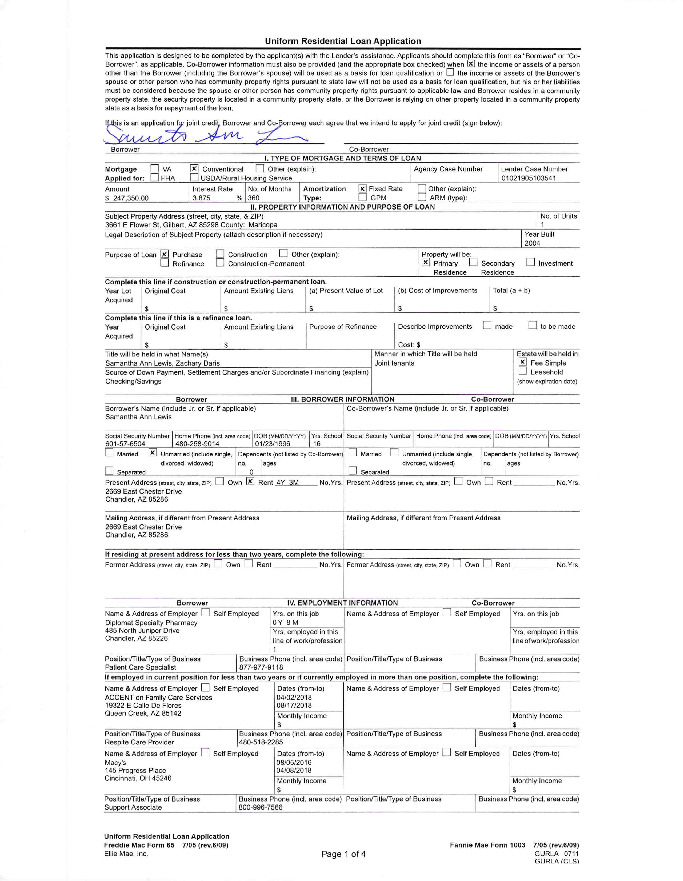 Uniform Residential Loan Application
This application is designed to be completed by the applicant(s) with the Lender's assistance. Applicants should complete this form as "Borrower" or "Co-
Borrower", as applicable. Co-Borrower information must also be provided (and the appropriate box checked) when ☒ the income or assets of a person
other than the Borrower (including the Borrower's spouse) will be used as a basis for loan qualification or ☐ the income or assets of the Borrower's
spouse or other person who has community property rights pursuant to state law will not be used as a basis for loan qualification, but his or her liabilities
must be considered because the spouse or other person has community property rights pursuant to applicable law and Borrower resides in a community
property state, the security property is located in a community property state, or the Borrower is relying on other property located in a community property
state as a basis for repayment of the loan.
If this is an application for joint credit, Borrower and Co-Borrower each agree that we intend to apply for joint credit (sign below):
Borrower Co-Borrower
I. TYPE OF MORTGAGE AND TERMS OF LOAN
Mortgage ☐ VA ☒ Conventional ☐ Other (explain): Agency Case Number Lender Case Number
Applied for: ☐ FHA ☐ USDA/Rural Housing Service 01021905103541
Amount Interest Rate No. of Months Amortization ☒ Fixed Rate ☐ Other (explain):
$ 247,350.00 3.875 % 360 Type: ☐ GPM ☐ ARM (type):
II. PROPERTY INFORMATION AND PURPOSE OF LOAN
Subject Property Address (street, city, state, & ZIP) No. of Units
3661 E Flower St, Gilbert, AZ 85298 County: Maricopa 1
Legal Description of Subject Property (attach description if necessary) Year Built
2004
Purpose of Loan ☒ Purchase ☐ Construction ☐ Other (explain): Property will be:
☐ Refinance ☐ Construction-Permanent ☒ Primary Residence ☐ Secondary Residence ☐ Investment
Complete this line if construction or construction-permanent loan.
Year Lot Acquired Original Cost Amount Existing Liens (a) Present Value of Lot (b) Cost of Improvements Total (a + b)
$ $ $ $ $
Complete this line if this is a refinance loan.
Year Acquired Original Cost Amount Existing Liens Purpose of Refinance Describe Improvements ☐ made ☐ to be made
$ $ Cost: $
Title will be held in what Name(s) Manner in which Title will be held Estate will be held in:
Samantha Ann Lewis, Zachary Daris Joint tenants ☒ Fee Simple
Source of Down Payment, Settlement Charges and/or Subordinate Financing (explain) ☐ Leasehold
Checking/Savings (show expiration date)
Borrower III. BORROWER INFORMATION Co-Borrower
Borrower's Name (include Jr. or Sr. if applicable) Co-Borrower's Name (include Jr. or Sr. if applicable)
Samantha Ann Lewis
Social Security Number Home Phone (incl. area code) DOB (MM/DD/YYYY) Yrs. School Social Security Number Home Phone (incl. area code) DOB (MM/DD/YYYY) Yrs. School
601-57-6504 480-258-9014 01/23/1996 16
☐ Married ☒ Unmarried (include single, divorced, widowed) Dependents (not listed by Co-Borrower) ☐ Married ☐ Unmarried (include single, divorced, widowed) Dependents (not listed by Borrower)
☐ Separated no. 0 ages ☐ Separated no. ages
Present Address (street, city, state, ZIP) ☐ Own ☒ Rent 4Y 3M No.Yrs. Present Address (street, city, state, ZIP) ☐ Own ☐ Rent No.Yrs.
2669 East Chester Drive
Chandler, AZ 85286
Mailing Address, if different from Present Address Mailing Address, if different from Present Address
2669 East Chester Drive
Chandler, AZ 85286
If residing at present address for less than two years, complete the following:
Former Address (street, city, state, ZIP) ☐ Own ☐ Rent No.Yrs. Former Address (street, city, state, ZIP) ☐ Own ☐ Rent No.Yrs.
Borrower IV. EMPLOYMENT INFORMATION Co-Borrower
Name & Address of Employer ☐ Self Employed Yrs. on this job Name & Address of Employer ☐ Self Employed Yrs. on this job
Diplomat Specialty Pharmacy 0 Y 8 M
485 North Juniper Drive Yrs. employed in this line of work/profession Yrs. employed in this line of work/profession
Chandler, AZ 85226 1
Position/Title/Type of Business Business Phone (incl. area code) Position/Title/Type of Business Business Phone (incl. area code)
Patient Care Specialist 877-977-9118
If employed in current position for less than two years or if currently employed in more than one position, complete the following:
Name & Address of Employer ☐ Self Employed Dates (from-to) Name & Address of Employer ☐ Self Employed Dates (from-to)
ACCENT on Family Care Services 04/02/2018
19322 E Calle De Flores 08/17/2018
Queen Creek, AZ 85142 Monthly Income Monthly Income
$ $
Position/Title/Type of Business Business Phone (incl. area code) Position/Title/Type of Business Business Phone (incl. area code)
Respite Care Provider 480-518-2285
Name & Address of Employer ☐ Self Employed Dates (from-to) Name & Address of Employer ☐ Self Employed Dates (from-to)
Macy's 09/06/2016
145 Progress Place 04/08/2018
Cincinnati, OH 45246 Monthly Income Monthly Income
$ $
Position/Title/Type of Business Business Phone (incl. area code) Position/Title/Type of Business Business Phone (incl. area code)
Support Associate 800-996-7566
Uniform Residential Loan Application
Freddie Mac Form 65 7/05 (rev.6/09) Fannie Mae Form 1003 7/05 (rev.6/09)
Ellie Mae, Inc. Page 1 of 4 GURLA 0711
GURLA (CLS)